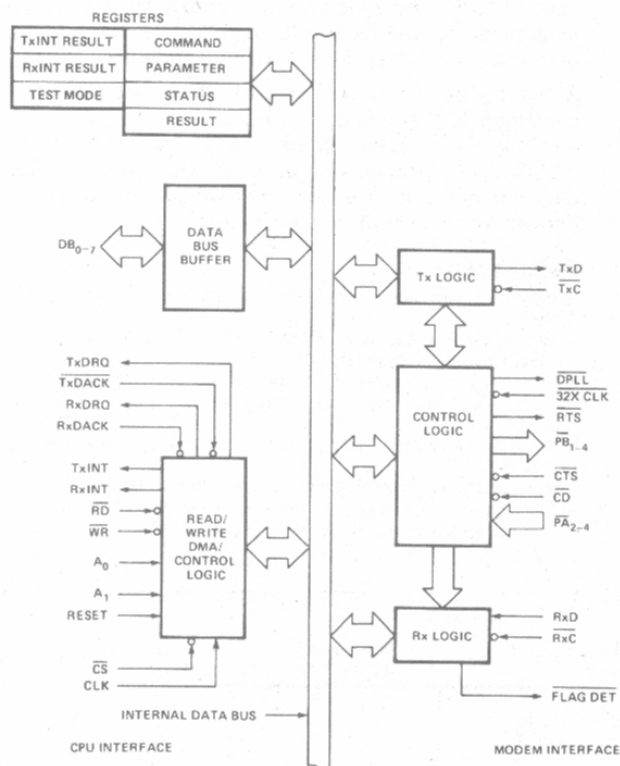 REGISTERS
TxINT RESULT
COMMAND
RxINT RESULT
PARAMETER
TEST MODE
STATUS
RESULT
DB0-7
DATA
BUS
BUFFER
Tx LOGIC
TxD
TxC
TxDRQ
TxDACK
RxDRQ
RxDACK
TxINT
RxINT
RD
WR
A0
A1
RESET
CS
CLK
READ/
WRITE
DMA/
CONTROL
LOGIC
CONTROL
LOGIC
DPLL
32X CLK
RTS
PB1-4
CTS
CD
PA2-4
Rx LOGIC
RxD
RxC
FLAG DET
INTERNAL DATA BUS
CPU INTERFACE
MODEM INTERFACE